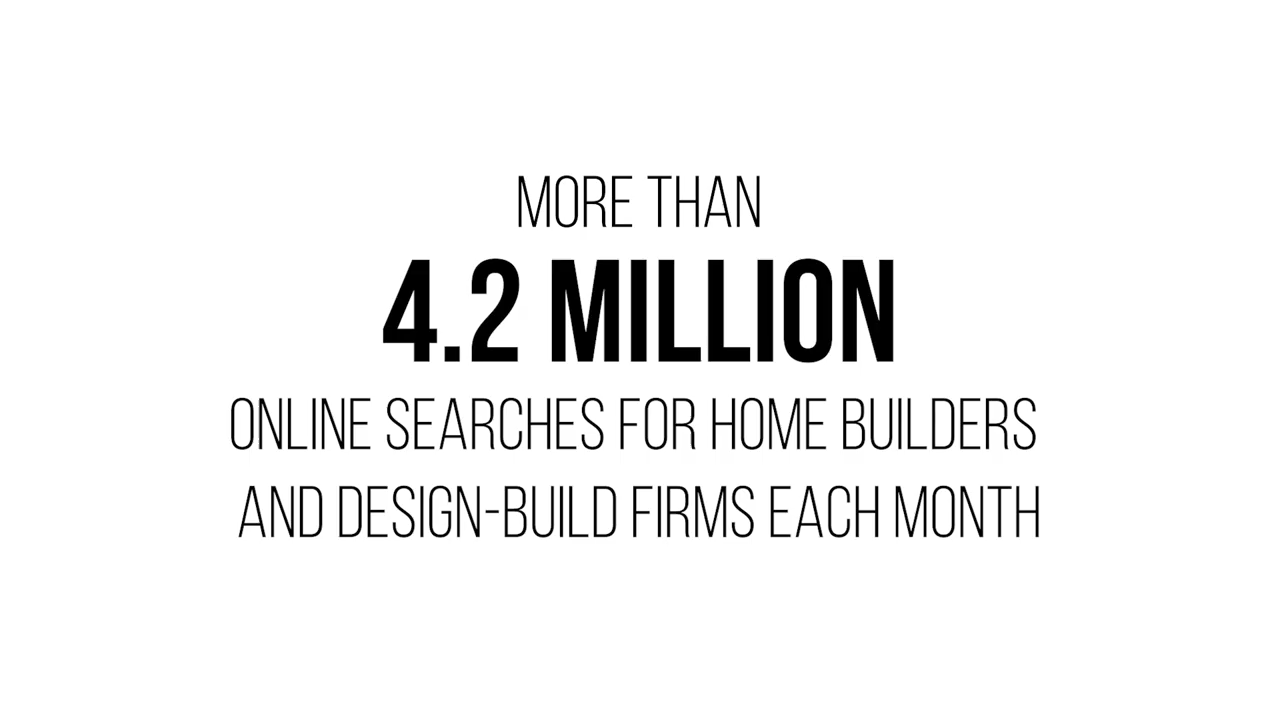 MORE THAN
4.2 MILLION
ONLINE SEARCHES FOR HOME BUILDERS
AND DESIGN-BUILD FIRMS EACH MONTH